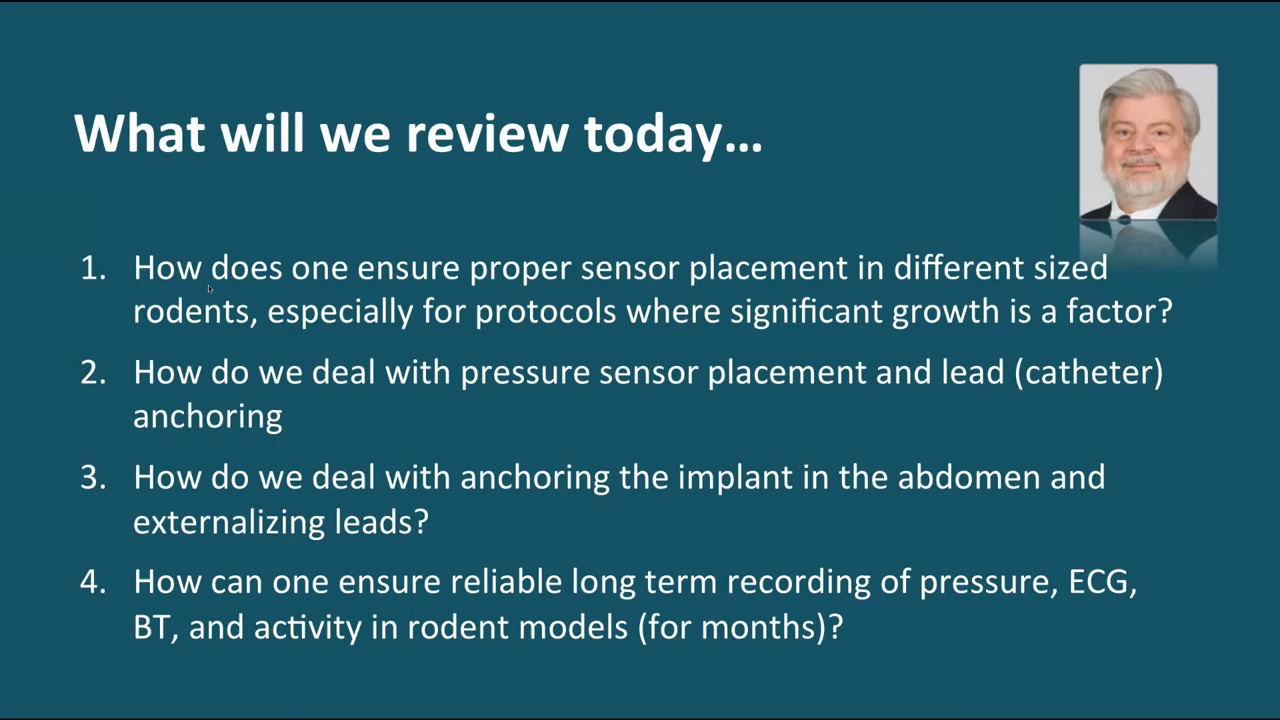 What will we review today...
1. How does one ensure proper sensor placement in different sized
rodents, especially for protocols where significant growth is a factor?
2. How do we deal with pressure sensor placement and lead (catheter)
anchoring
3. How do we deal with anchoring the implant in the abdomen and
externalizing leads?
4. How can one ensure reliable long term recording of pressure, ECG,
BT, and activity in rodent models (for months)?